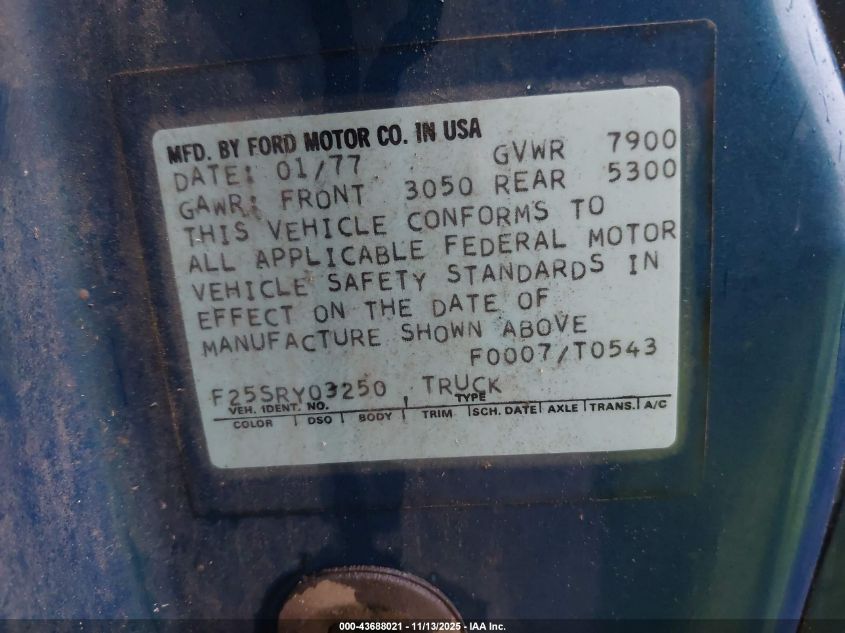 MFD. BY FORD MOTOR CO. IN USA
DATE: 01/77 GVWR 7900
GAWR: FRONT 3050 REAR 5300
THIS VEHICLE CONFORMS TO
ALL APPLICABLE FEDERAL MOTOR
VEHICLE SAFETY STANDARDS IN
EFFECT ON THE DATE OF
MANUFACTURE SHOWN ABOVE
F0007/T0543
F25SRY03250 TRUCK
VEH. IDENT. NO. TYPE
COLOR DSO BODY TRIM SCH. DATE AXLE TRANS. A/C
000-43688021 - 11/13/2025 - IAA Inc.